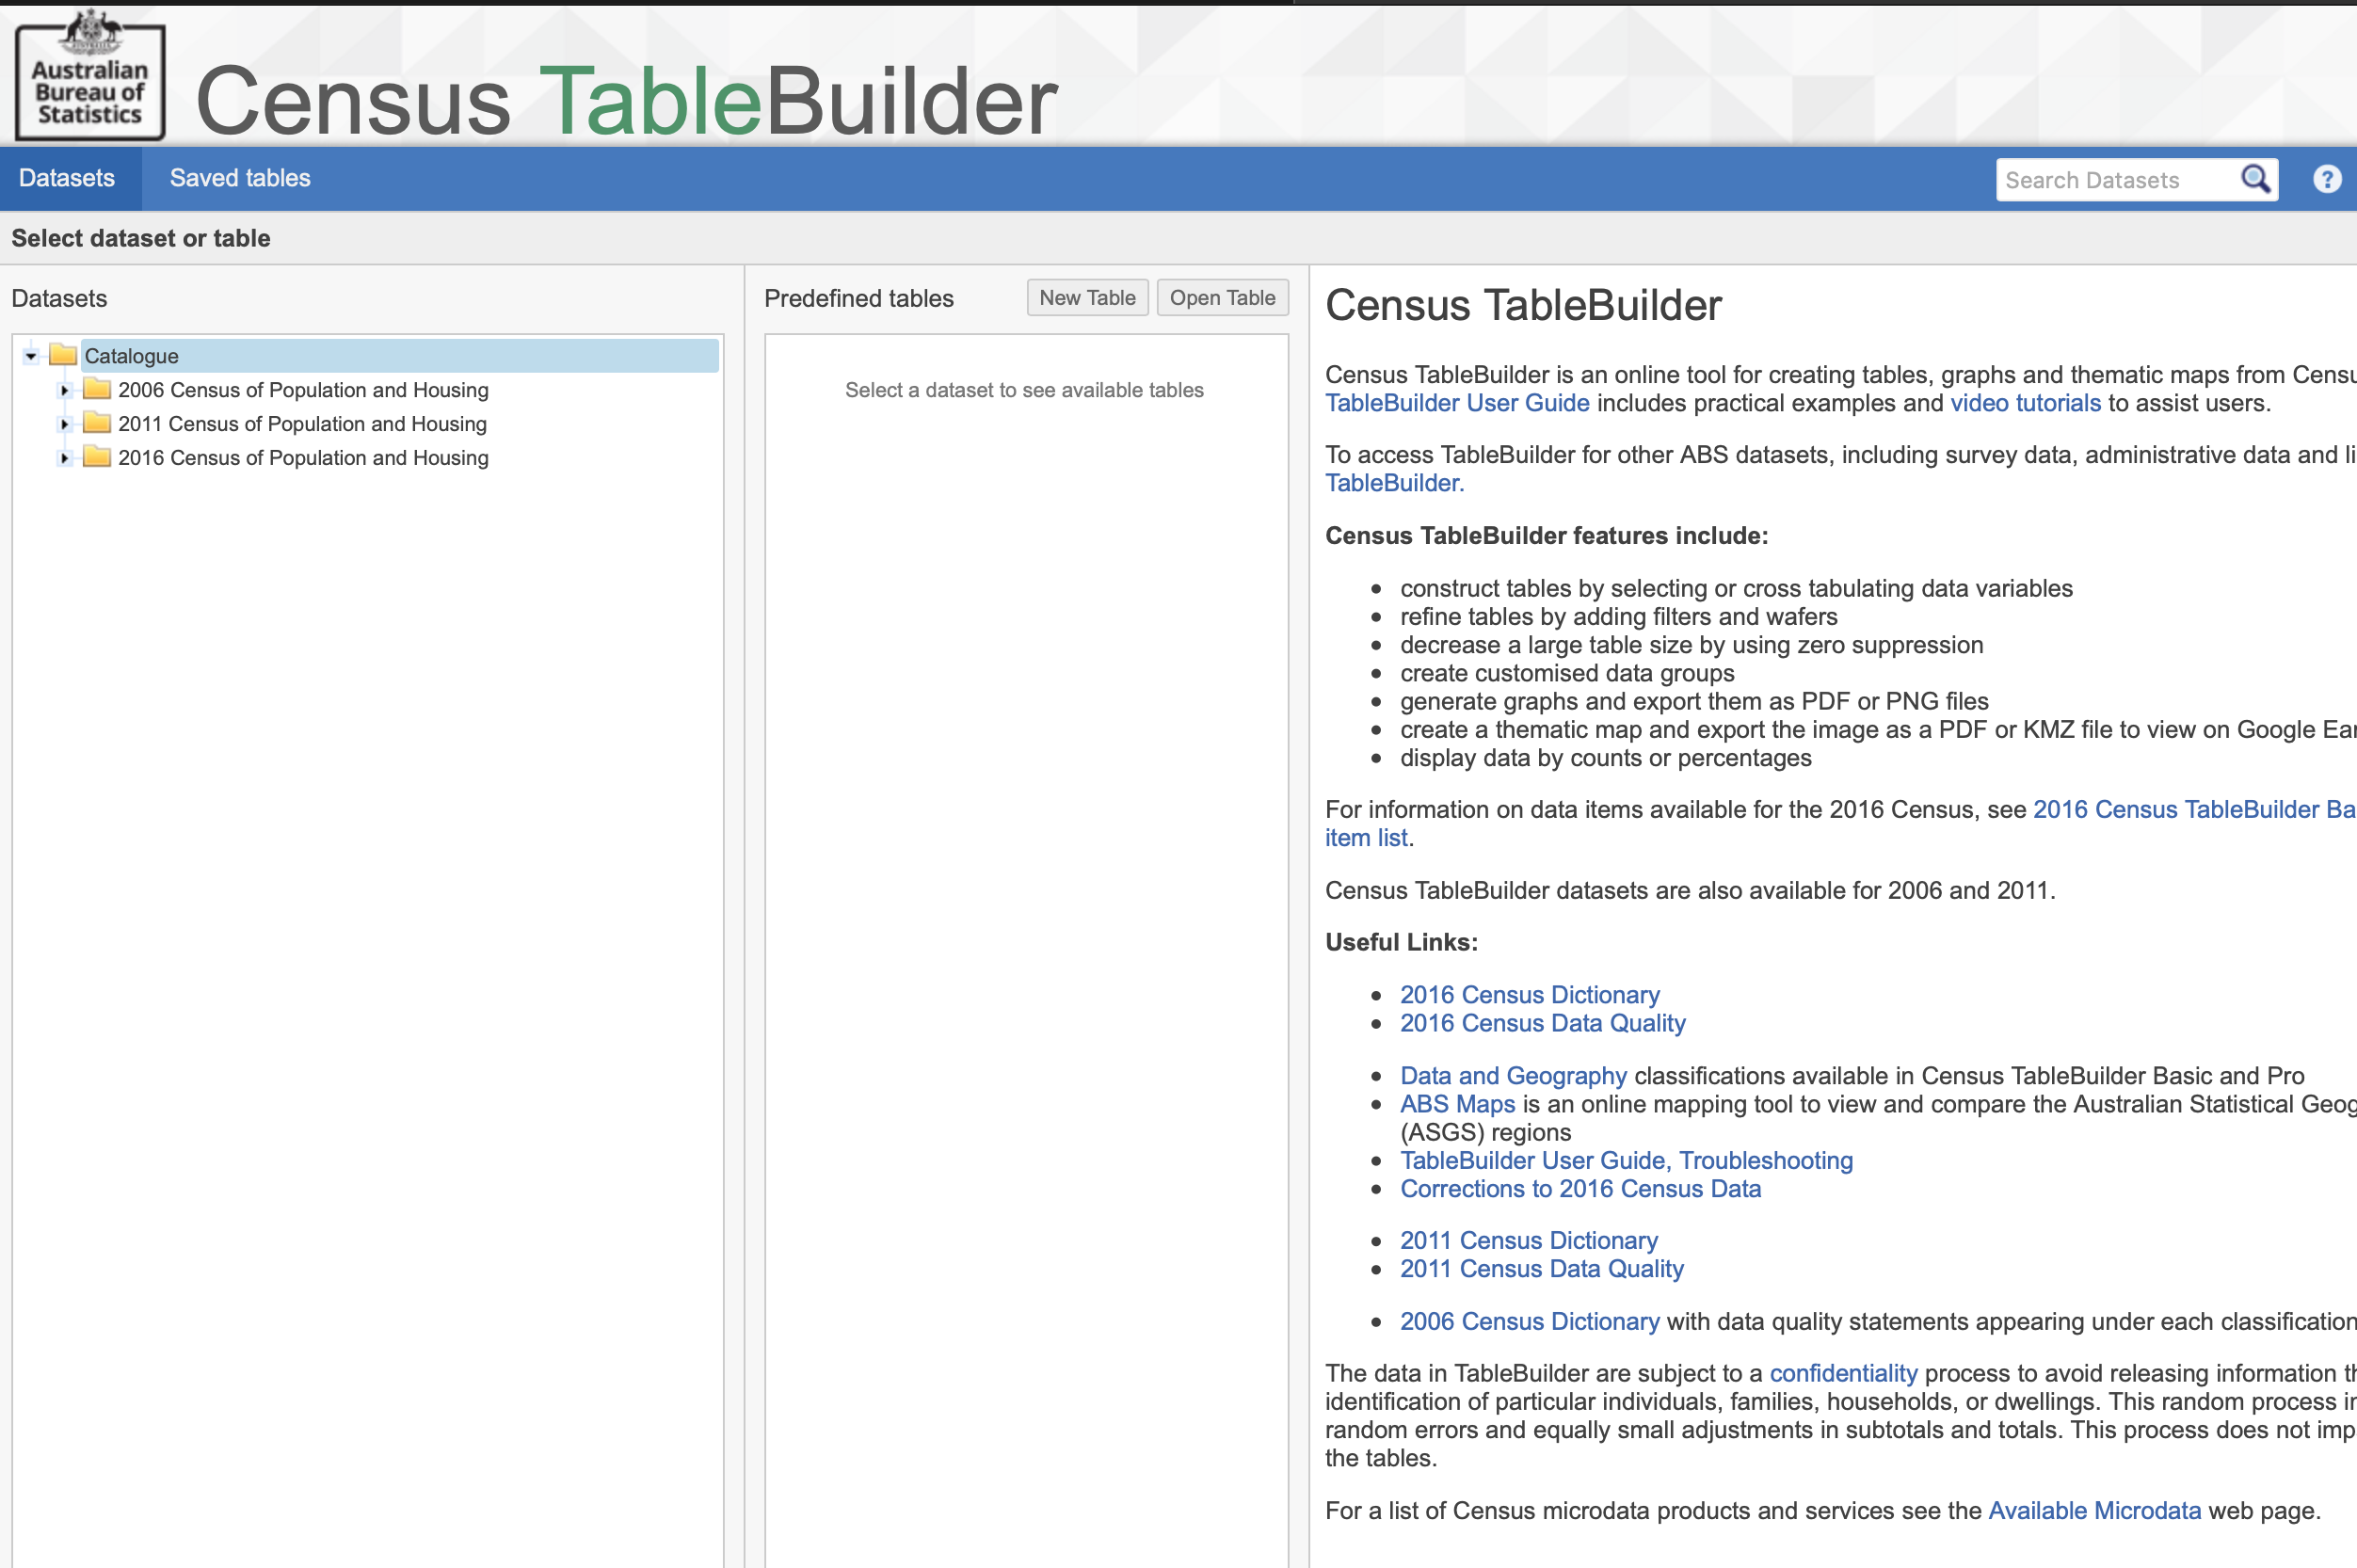 Australian
Bureau of
Statistics
Census TableBuilder
Datasets
Saved tables
Search Datasets
?
Select dataset or table
Datasets
Catalogue
2006 Census of Population and Housing
2011 Census of Population and Housing
2016 Census of Population and Housing
Predefined tables
New Table
Open Table
Select a dataset to see available tables
Census TableBuilder
Census TableBuilder is an online tool for creating tables, graphs and thematic maps from
TableBuilder User Guide includes practical examples and video tutorials to assist users.
To access TableBuilder for other ABS datasets, including survey data, administrative data and
TableBuilder.
Census TableBuilder features include:
• construct tables by selecting or cross tabulating data variables
• refine tables by adding filters and wafers
• decrease a large table size by using zero suppression
• create customised data groups
• generate graphs and export them as PDF or PNG files
• create a thematic map and export the image as a PDF or KMZ file to view on Google
• display data by counts or percentages
For information on data items available for the 2016 Census, see 2016 Census TableBuilder
item list.
Census TableBuilder datasets are also available for 2006 and 2011.
Useful Links:
• 2016 Census Dictionary
• 2016 Census Data Quality
• Data and Geography classifications available in Census TableBuilder Basic and Pro
• ABS Maps is an online mapping tool to view and compare the Australian Statistical
(ASGS) regions
• TableBuilder User Guide, Troubleshooting
• Corrections to 2016 Census Data
• 2011 Census Dictionary
• 2011 Census Data Quality
• 2006 Census Dictionary with data quality statements appearing under each classification
The data in TableBuilder are subject to a confidentiality process to avoid releasing information
identification of particular individuals, families, households, or dwellings. This random process
random errors and equally small adjustments in subtotals and totals. This process does not
the tables.
For a list of Census microdata products and services see the Available Microdata web page.